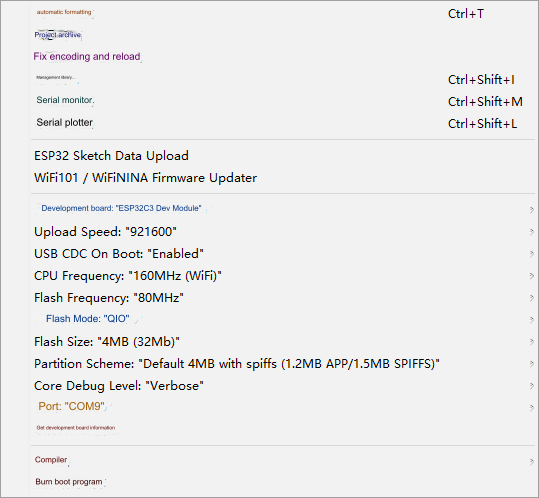 automatic formatting Ctrl+T
Project archive.
Fix encoding and reload
Management library... Ctrl+Shift+I
Serial monitor. Ctrl+Shift+M
Serial plotter Ctrl+Shift+L
ESP32 Sketch Data Upload
WiFi101 / WiFiNINA Firmware Updater
Development board: "ESP32C3 Dev Module"
Upload Speed: "921600"
USB CDC On Boot: "Enabled"
CPU Frequency: "160MHz (WiFi)"
Flash Frequency: "80MHz"
Flash Mode: "QIO"
Flash Size: "4MB (32Mb)"
Partition Scheme: "Default 4MB with spiffs (1.2MB APP/1.5MB SPIFFS)"
Core Debug Level: "Verbose"
Port: "COM9"
Get development board information
Compiler
Burn boot program